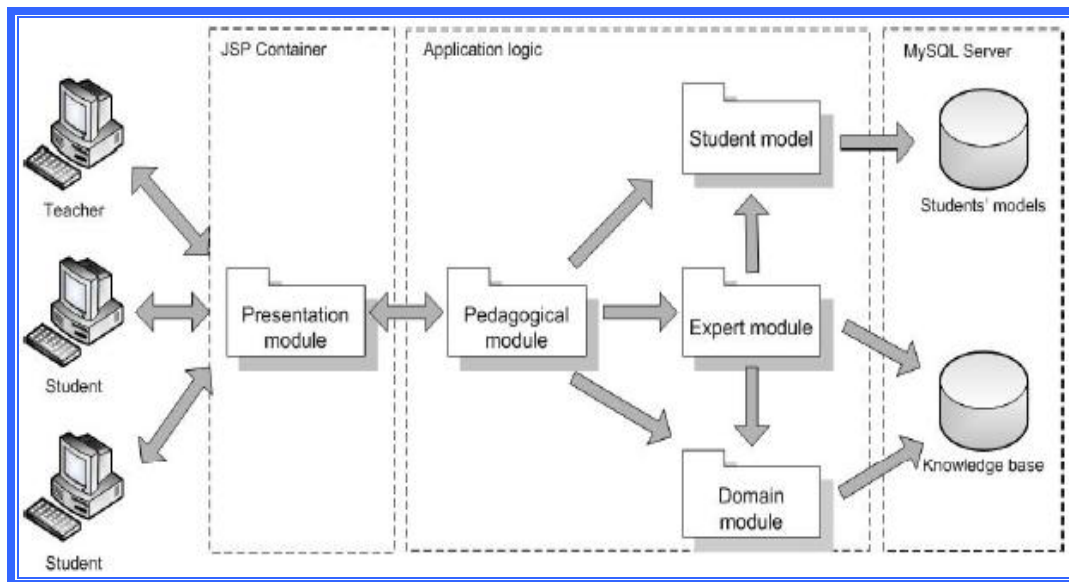 JSP Container
Application logic
MySQL Server
Teacher
Student
Student
Presentation
module
Pedagogical
module
Student model
Expert module
Domain
module
Students' models
Knowledge base